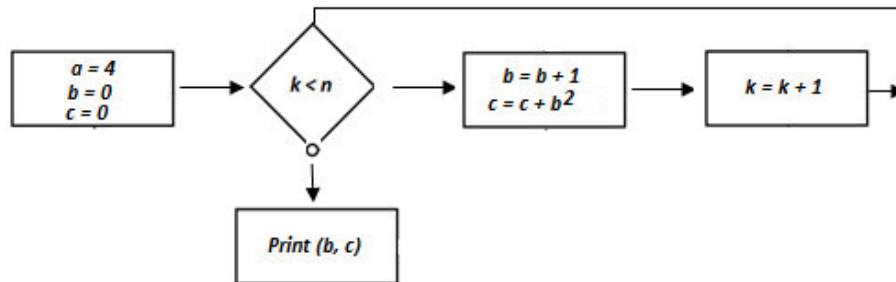 a = 4
b = 0
c = 0
k < n
b = b + 1
c = c + b²
k = k + 1
Print (b, c)